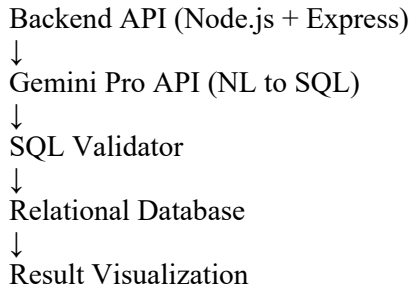 Backend API (Node.js + Express)
↓
Gemini Pro API (NL to SQL)
↓
SQL Validator
↓
Relational Database
↓
Result Visualization